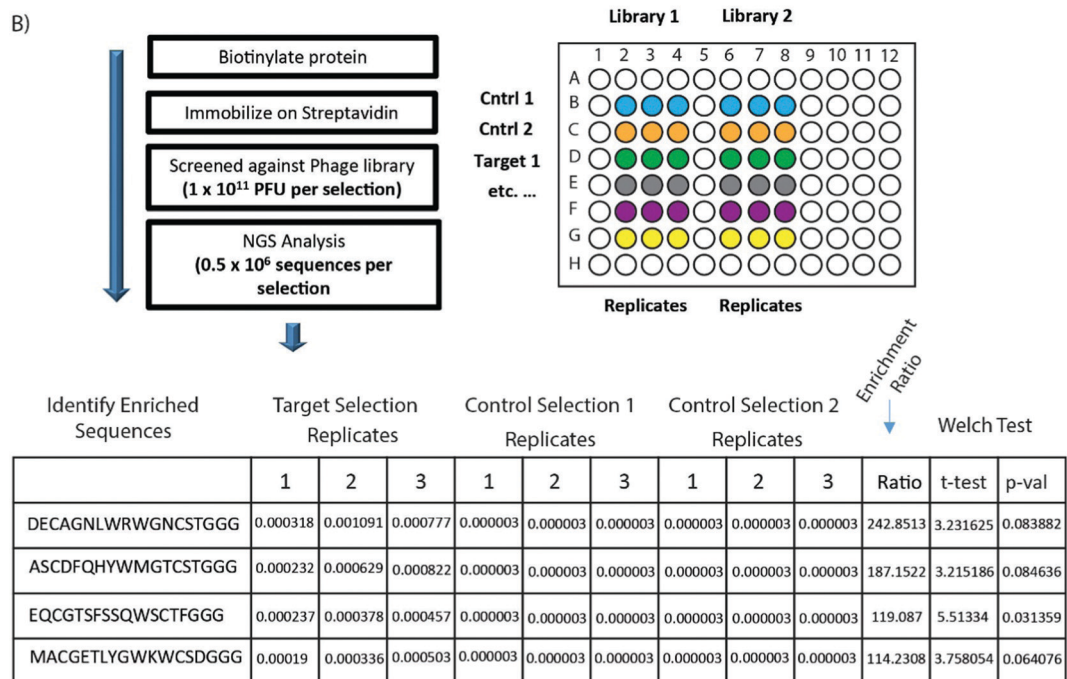 B)
Biotinylate protein
Immobilize on Streptavidin
Screened against Phage library
(1 x 10¹¹ PFU per selection)
NGS Analysis
(0.5 x 10⁶ sequences per
selection
Library 1 Library 2
1 2 3 4 5 6 7 8 9 10 11 12
A
B
C
D
E
F
G
H
Cntrl 1
Cntrl 2
Target 1
etc. ...
Replicates Replicates
Identify Enriched
Sequences
Target Selection
Replicates
Control Selection 1
Replicates
Control Selection 2
Replicates
Enrichment
Ratio
Welch Test
1 2 3 1 2 3 1 2 3 Ratio t-test p-val
DECAGNLWRWGNCSTGGG 0.000318 0.001091 0.000777 0.000003 0.000003 0.000003 0.000003 0.000003 0.000003 242.8513 3.231625 0.083882
ASCDFQHYWMGTCSTGGG 0.000232 0.000629 0.000822 0.000003 0.000003 0.000003 0.000003 0.000003 0.000003 187.1522 3.215186 0.084636
EQCGTSFSSQWSCTFGGG 0.000237 0.000378 0.000457 0.000003 0.000003 0.000003 0.000003 0.000003 0.000003 119.087 5.51334 0.031359
MACGETLYGWKWCSDGGG 0.00019 0.000336 0.000503 0.000003 0.000003 0.000003 0.000003 0.000003 0.000003 114.2308 3.758054 0.064076